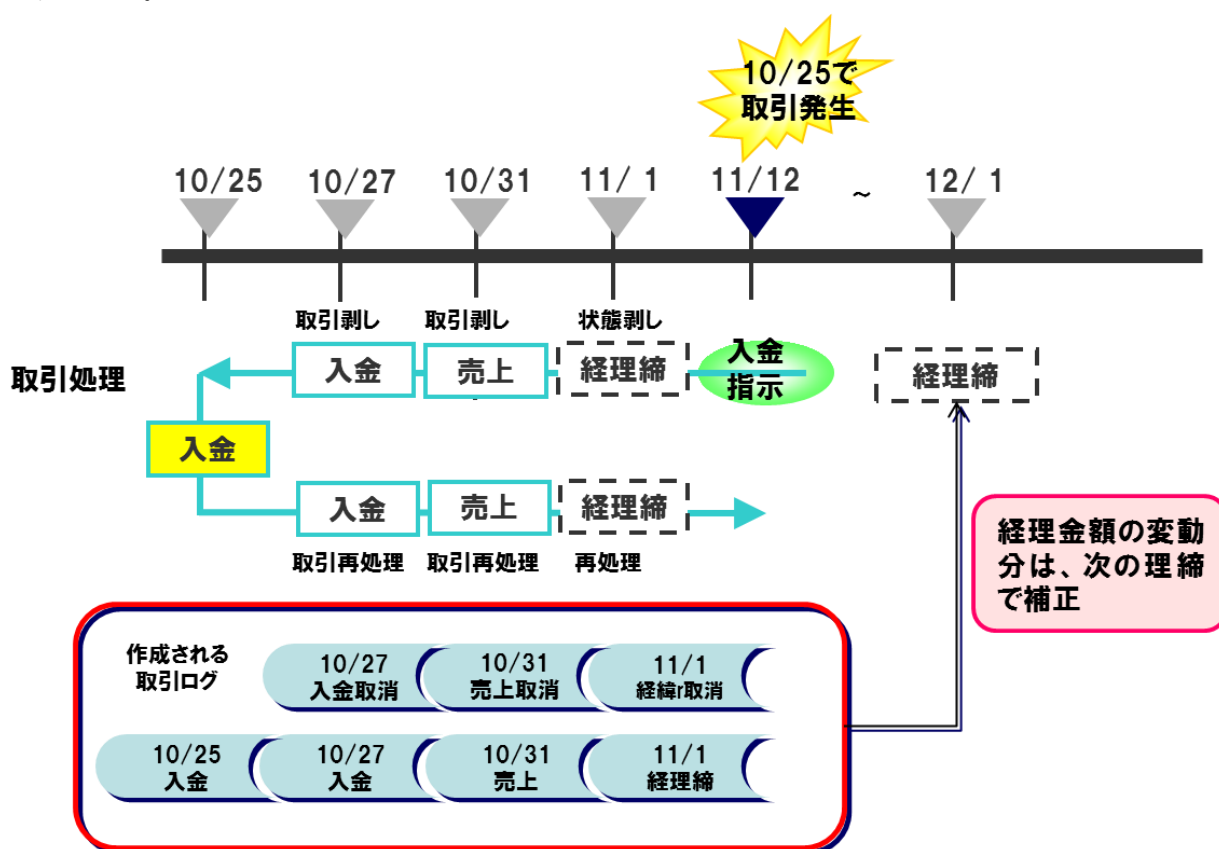 10/25で
取引発生
10/25
10/27
10/31
11/ 1
11/12
~
12/ 1
取引剥し
取引剥し
状態剥し
取引処理
入金
売上
経理締
入金
指示
経理締
入金
入金
売上
経理締
取引再処理
取引再処理
再処理
経理金額の変動
分は、次の理締
で補正
作成される
取引ログ
10/27
入金取消
10/31
売上取消
11/1
経緯r取消
10/25
入金
10/27
入金
10/31
売上
11/1
経理締